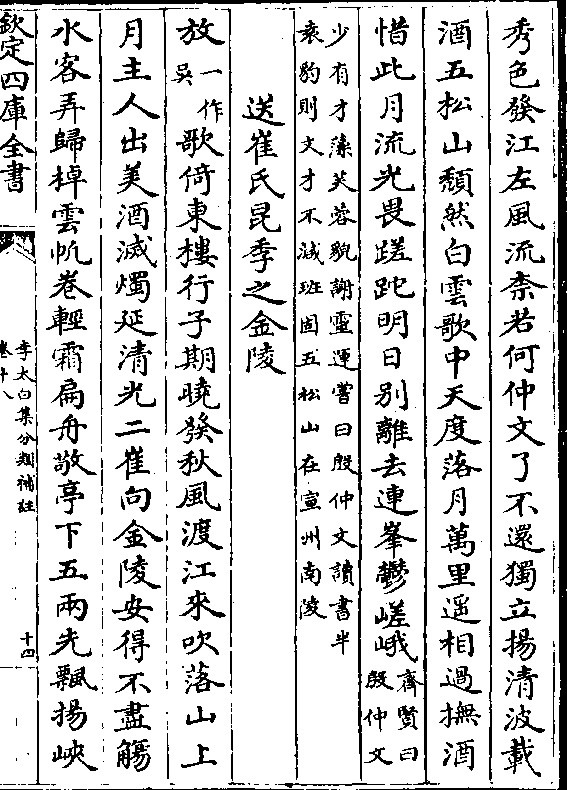 秀色發江左風流柰若何仲文了不還獨立揚清波載
酒五松山頽然白雲歌中天度落月萬里遥相過撫酒
惜此月流光畏蹉跎明日别離去連峯鬱嵯峨齊賢曰殷仲文
少有才藻美容貌謝靈運嘗曰殷仲文讀書半
袁豹則文才不減班固五松山在宣州南陵
送崔氏昆季之金陵
放一作吳歌倚東樓行子期曉發秋風渡江來吹落山上
月主人出美酒滅燭延清光二崔向金陵安得不盡觴
水客弄歸棹雲帆卷輕霜扁舟敬亭下五兩先飄揚峽
欽定四庫全書
李太白集分類補註
卷十八
十四